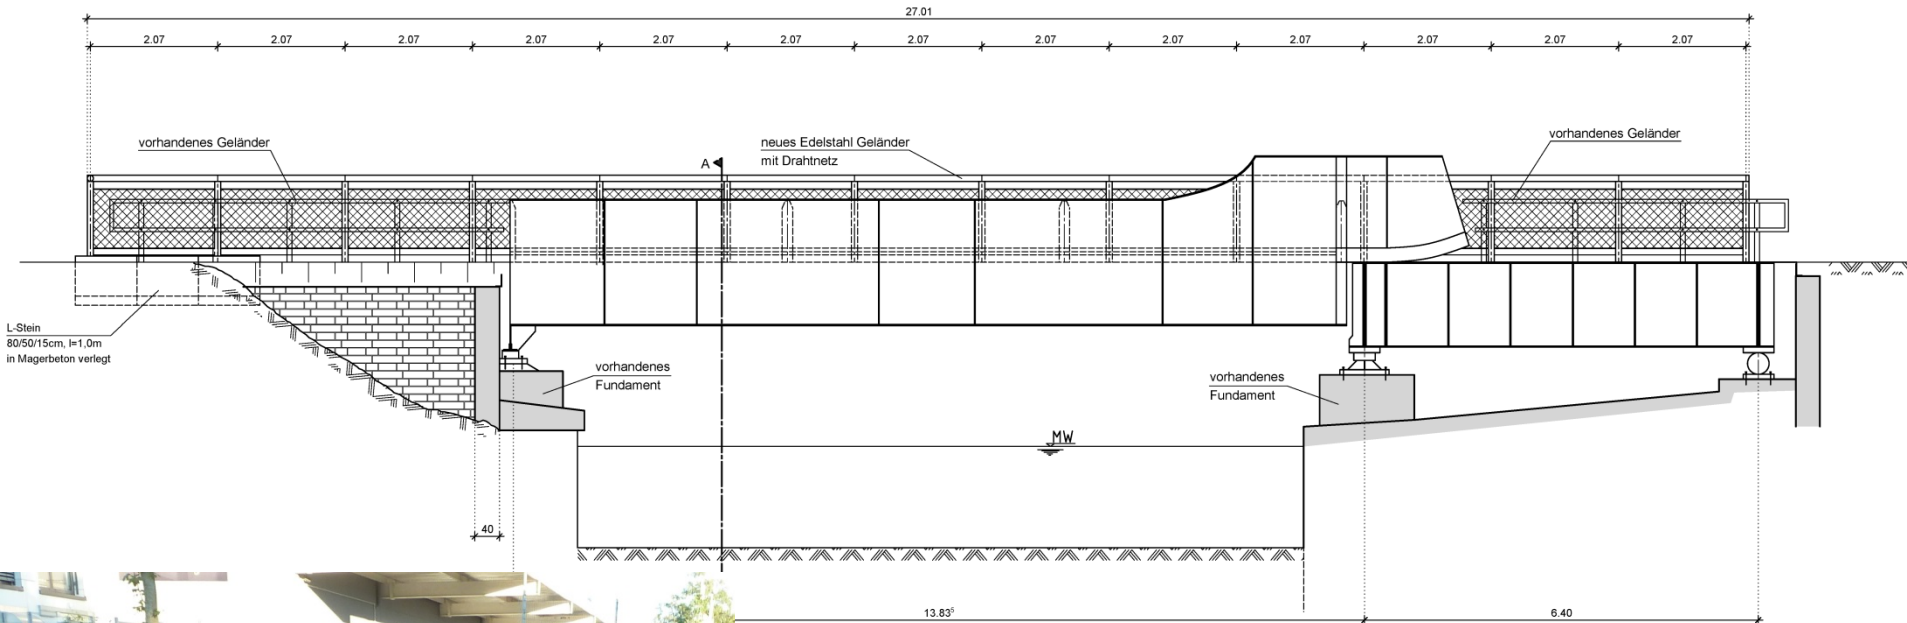 27.01
2.07 2.07 2.07 2.07 2.07 2.07 2.07 2.07 2.07 2.07 2.07 2.07 2.07
vorhandenes Geländer
neues Edelstahl Geländer
mit Drahtnetz
vorhandenes Geländer
A
L-Stein
80/50/15cm, l=1,0m
in Magerbeton verlegt
vorhandenes
Fundament
vorhandenes
Fundament
MW
40
13.83⁵
6.40